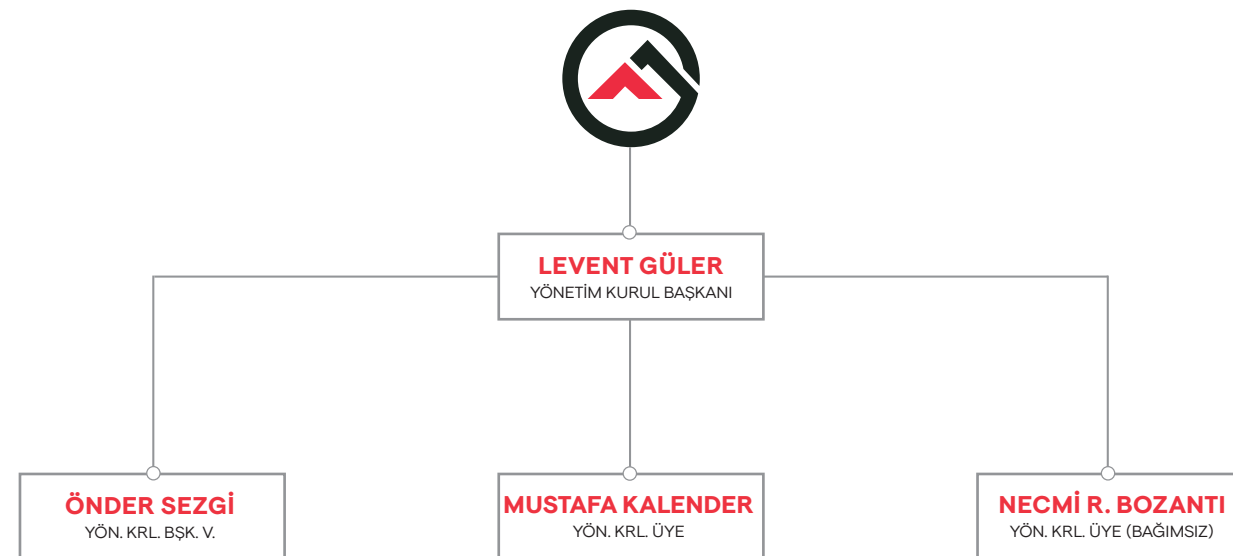 LEVENT GÜLER
YÖNETİM KURUL BAŞKANI
ÖNDER SEZGİ
YÖN. KRL. BŞK. V.
MUSTAFA KALENDER
YÖN. KRL. ÜYE
NECMİ R. BOZANTI
YÖN. KRL. ÜYE (BAĞIMSIZ)